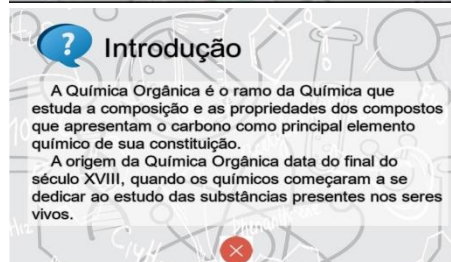 ?
Introdução
A Química Orgânica é o ramo da Química que
estuda a composição e as propriedades dos compostos
que apresentam o carbono como principal elemento
químico de sua constituição.
A origem da Química Orgânica data do final do
século XVIII, quando os químicos começaram a se
dedicar ao estudo das substâncias presentes nos seres
vivos.